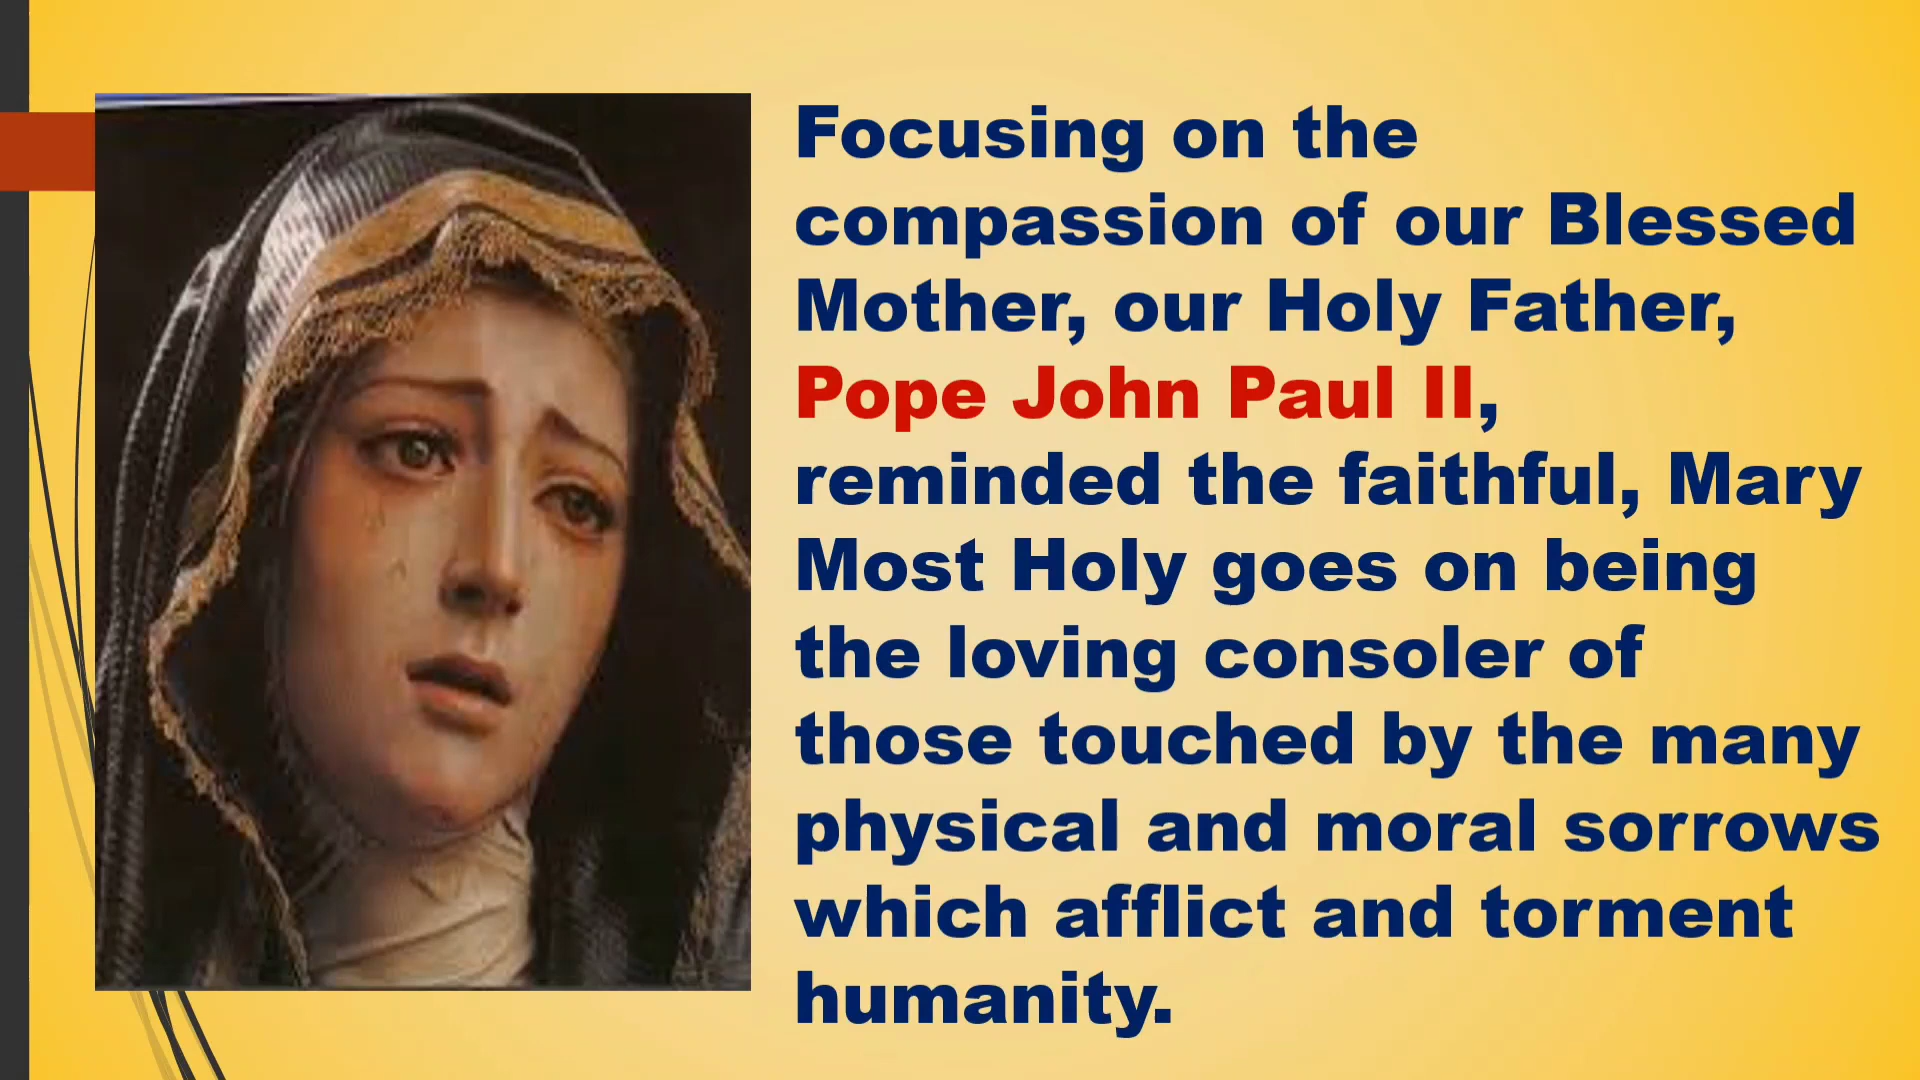 Focusing on the
compassion of our Blessed
Mother, our Holy Father,
Pope John Paul II,
reminded the faithful, Mary
Most Holy goes on being
the loving consoler of
those touched by the many
physical and moral sorrows
which afflict and torment
humanity.